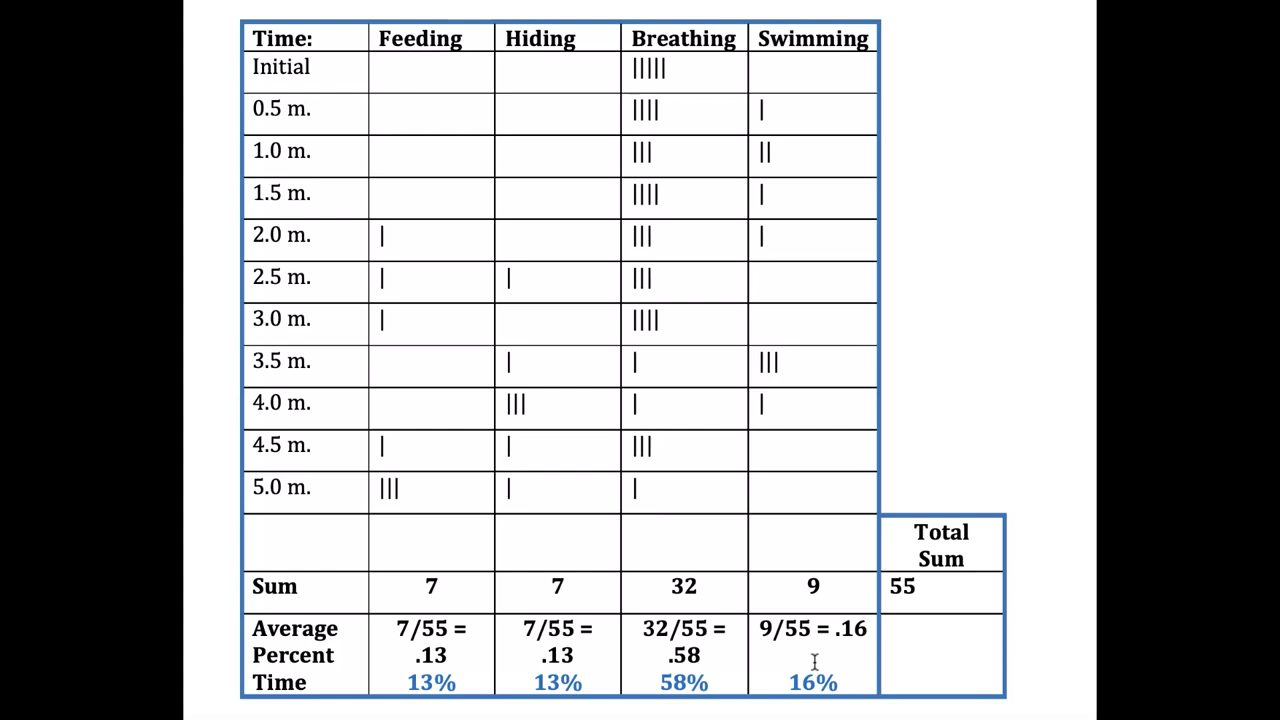 Time: Feeding Hiding Breathing Swimming
Initial |||||
0.5 m. |||| |
1.0 m. ||| ||
1.5 m. |||| |
2.0 m. | ||| |
2.5 m. | | |||
3.0 m. | ||||
3.5 m. | | |||
4.0 m. ||| | |
4.5 m. | | |||
5.0 m. ||| | |
Total
Sum
Sum 7 7 32 9 55
Average 7/55 = 7/55 = 32/55 = 9/55 = .16
Percent .13 .13 .58
Time 13% 13% 58% 16%